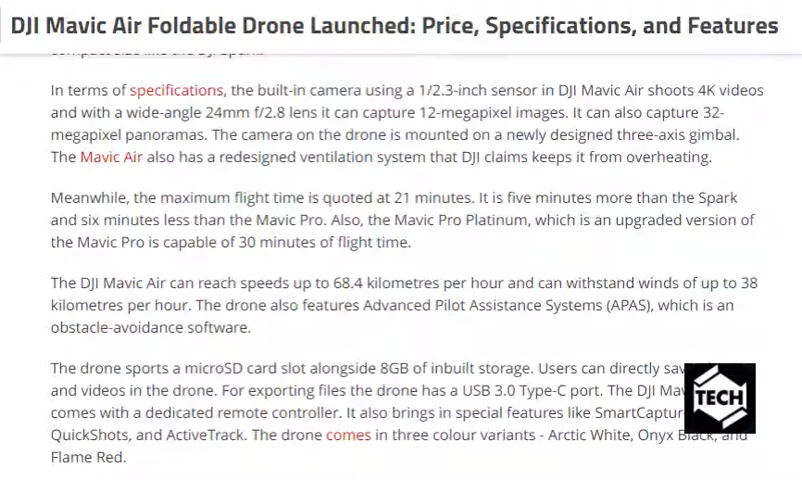 DJI Mavic Air Foldable Drone Launched: Price, Specifications, and Features
In terms of specifications, the built-in camera using a 1/2.3-inch sensor in DJI Mavic Air shoots 4K videos
and with a wide-angle 24mm f/2.8 lens it can capture 12-megapixel images. It can also capture 32-
megapixel panoramas. The camera on the drone is mounted on a newly designed three-axis gimbal.
The Mavic Air also has a redesigned ventilation system that DJI claims keeps it from overheating.
Meanwhile, the maximum flight time is quoted at 21 minutes. It is five minutes more than the Spark
and six minutes less than the Mavic Pro. Also, the Mavic Pro Platinum, which is an upgraded version of
the Mavic Pro is capable of 30 minutes of flight time.
The DJI Mavic Air can reach speeds up to 68.4 kilometres per hour and can withstand winds of up to 38
kilometres per hour. The drone also features Advanced Pilot Assistance Systems (APAS), which is an
obstacle-avoidance software.
The drone sports a microSD card slot alongside 8GB of inbuilt storage. Users can directly
and videos in the drone. For exporting files the drone has a USB 3.0 Type-C port. The DJI
comes with a dedicated remote controller. It also brings in special features like
QuickShots, and ActiveTrack. The drone comes in three colour variants - Arctic White, Onyx Black, and
Flame Red.
TECH